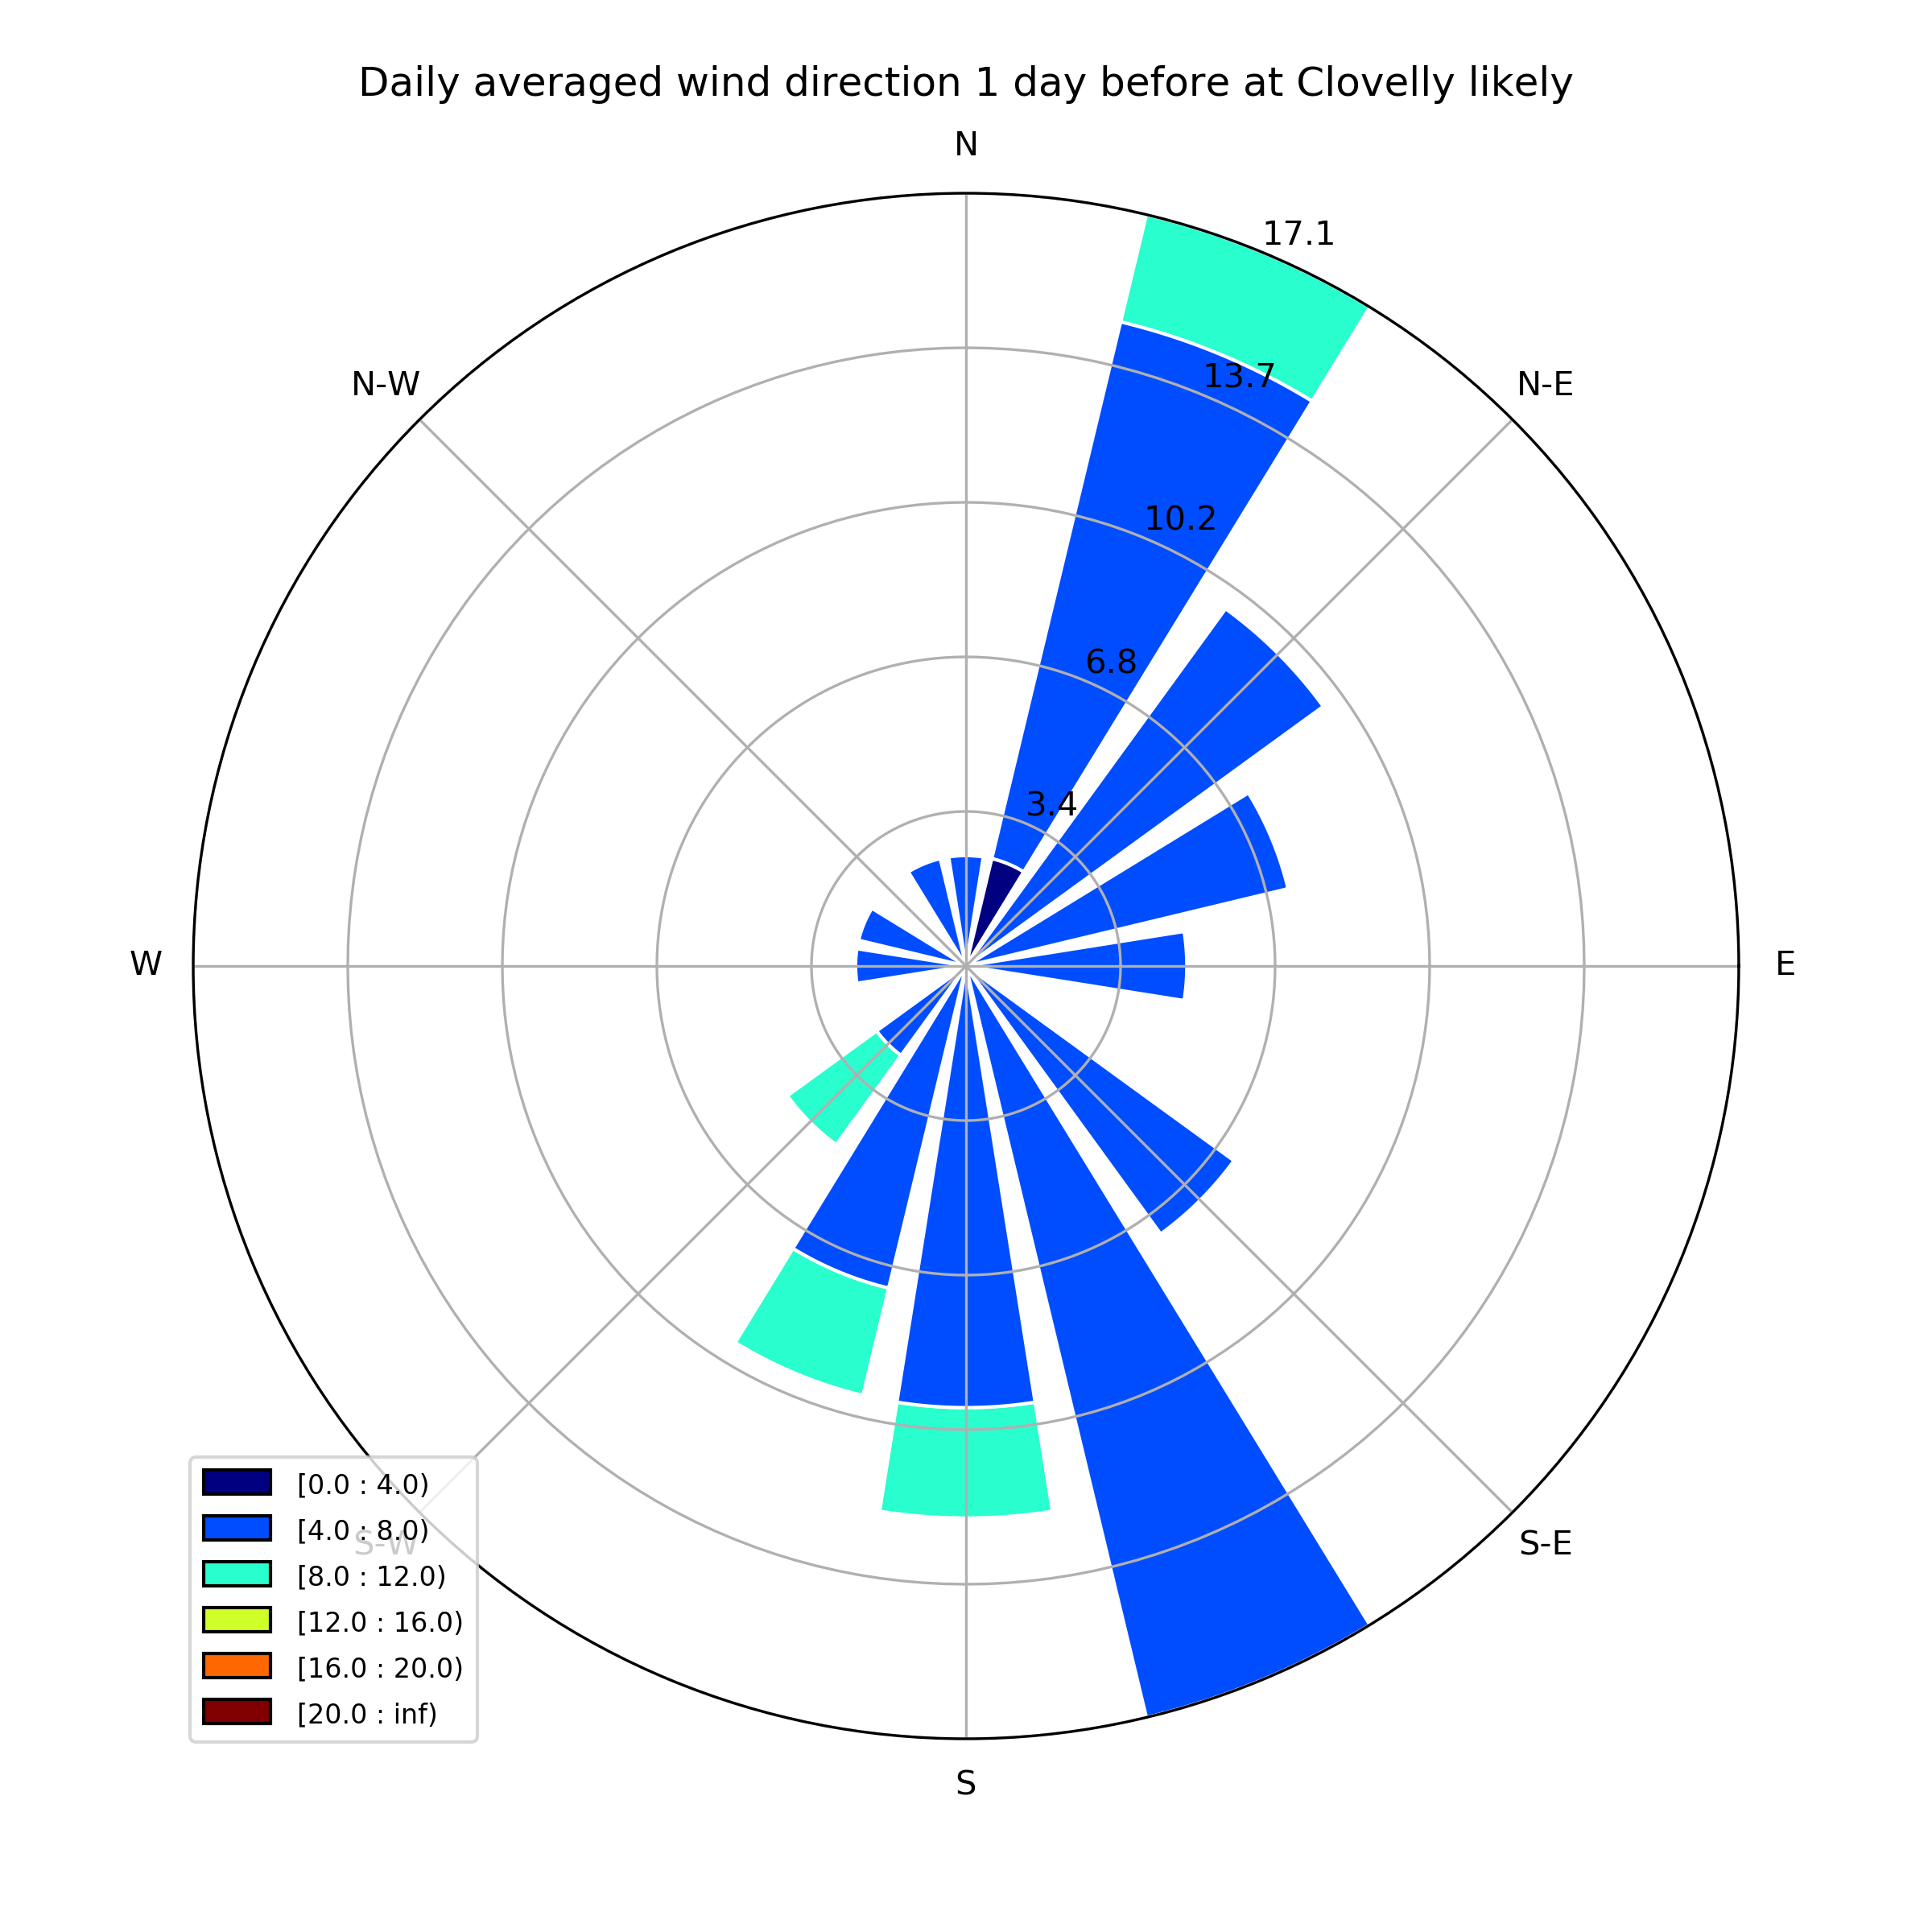 Daily averaged wind direction 1 day before at Clovelly likely
N
17.1
N-W
13.7
N-E
10.2
6.8
3.4
W
E
[0.0 : 4.0)
[4.0 : 8.0)
S-W
S-E
[8.0 : 12.0)
[12.0 : 16.0)
[16.0 : 20.0)
[20.0 : inf)
S